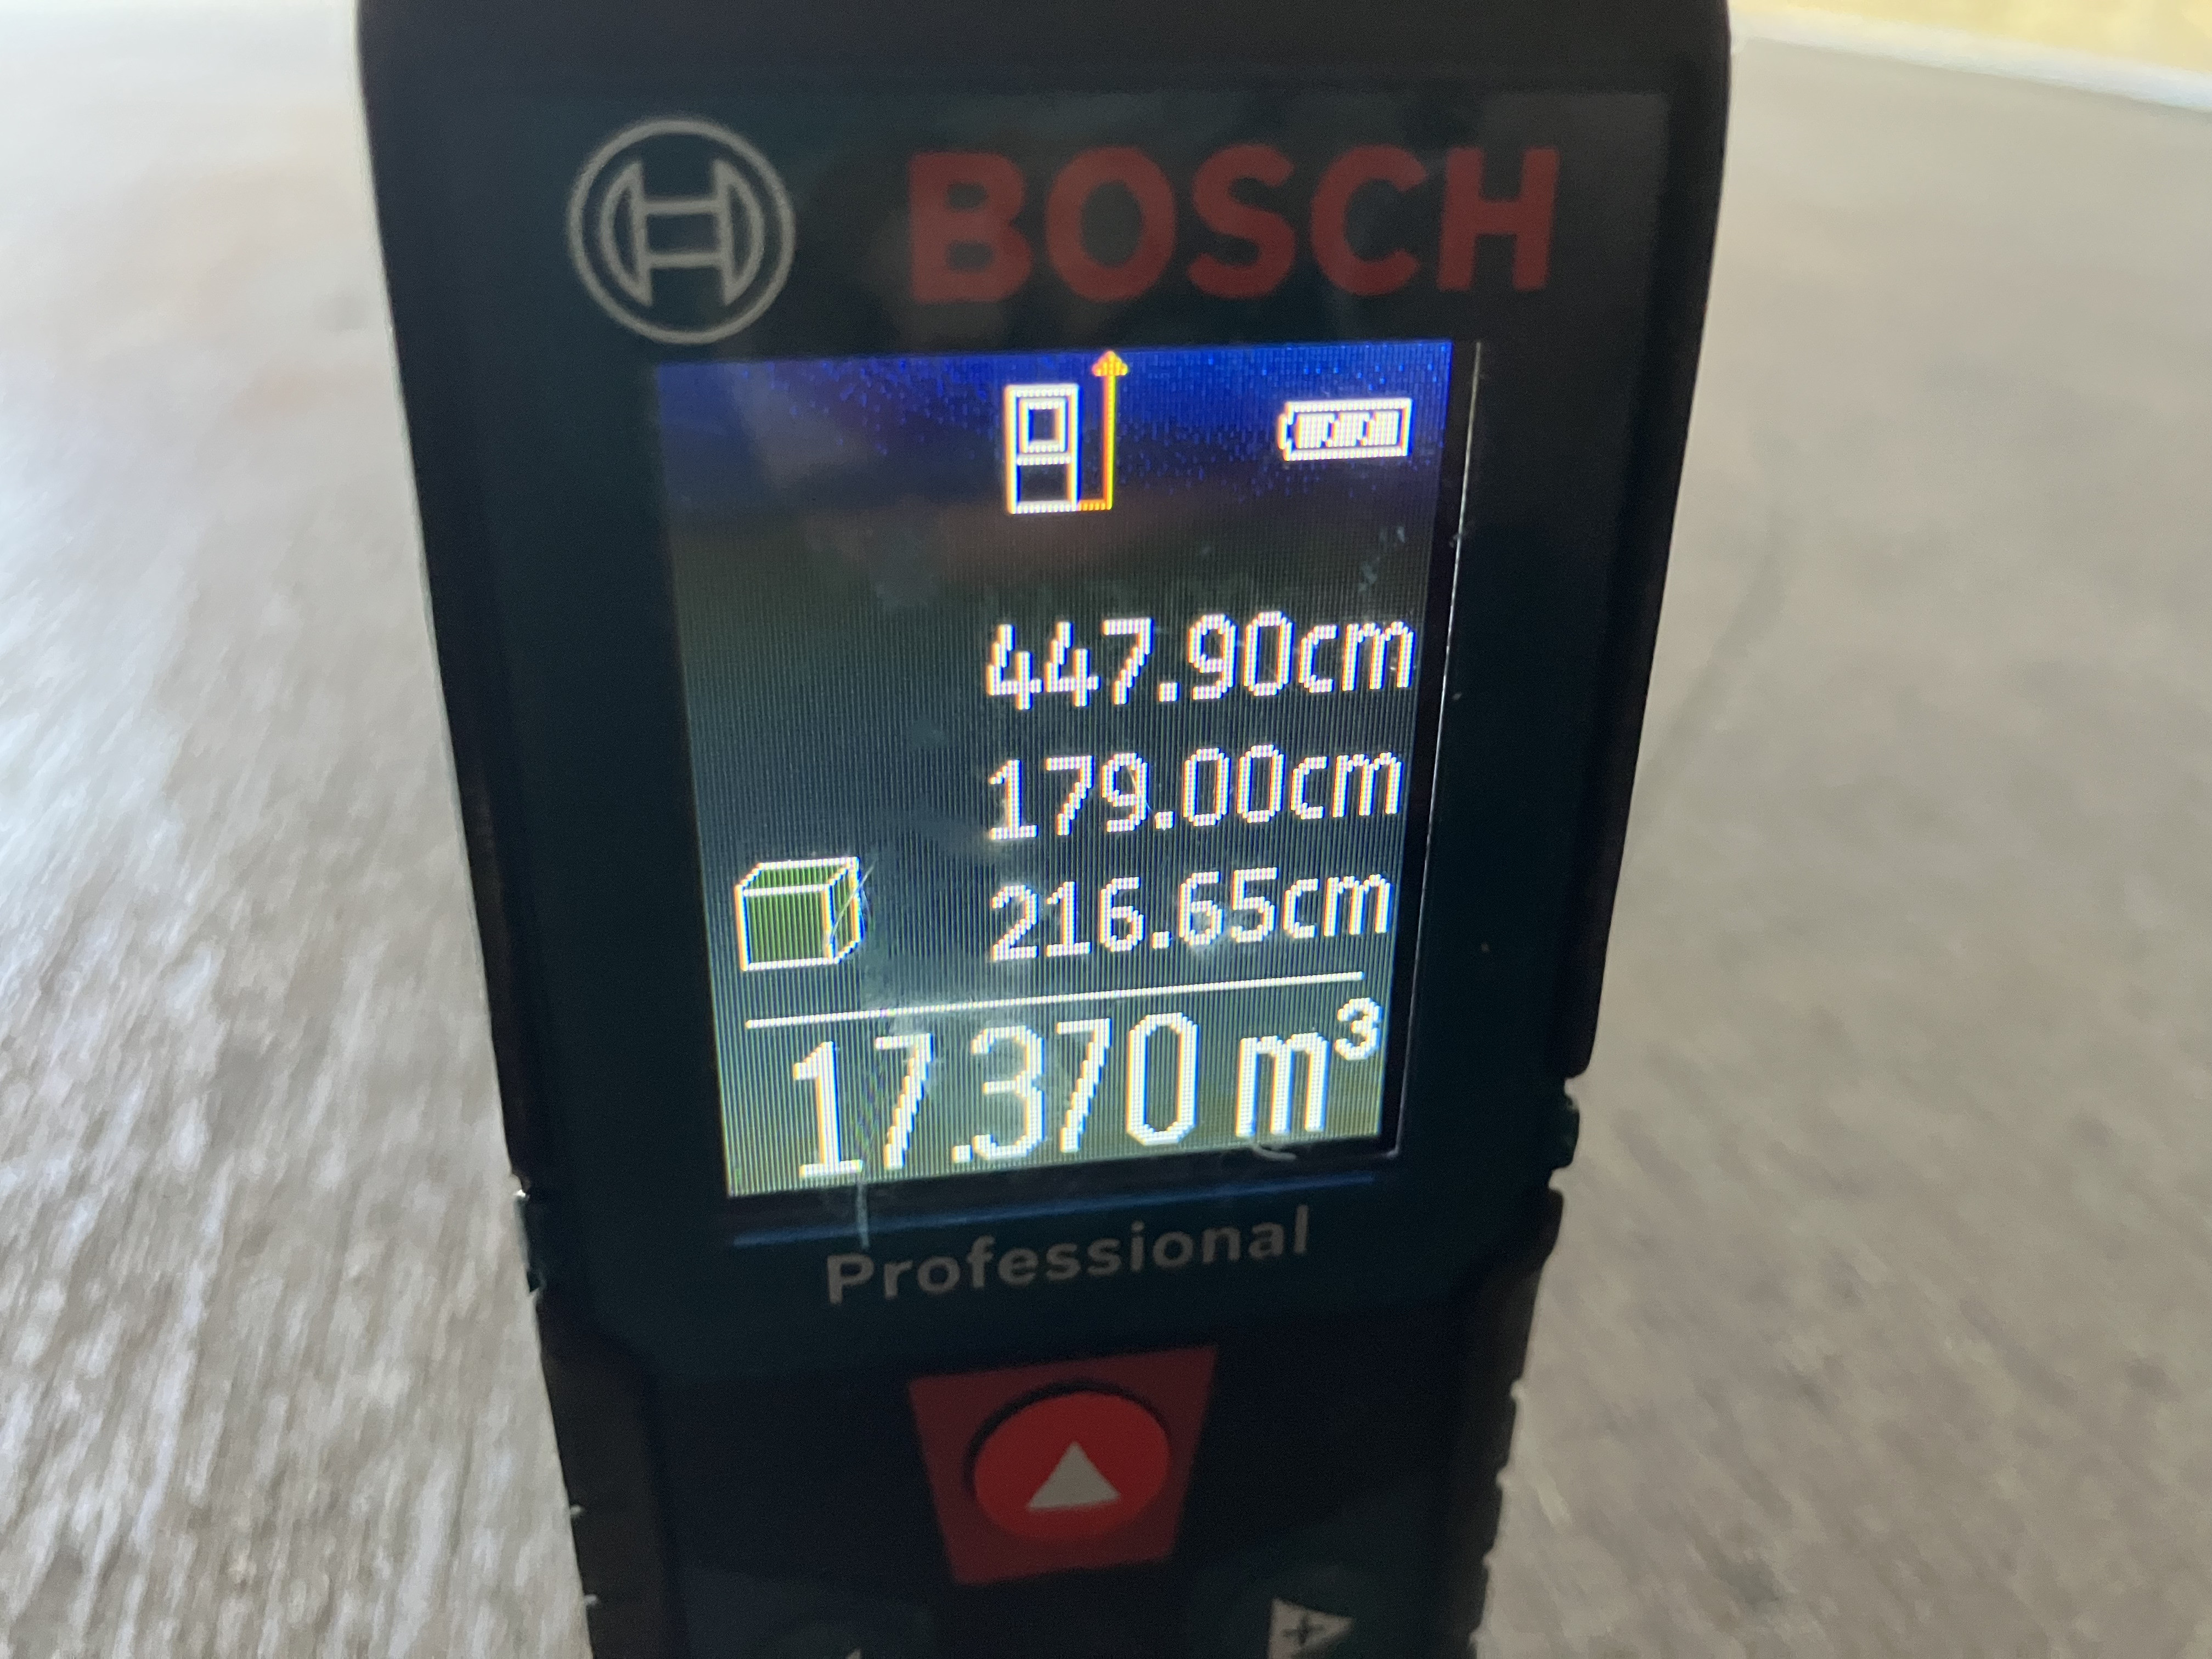 BOSCH
447.90cm
179.00cm
216.65cm
17.370 m³
Professional
+